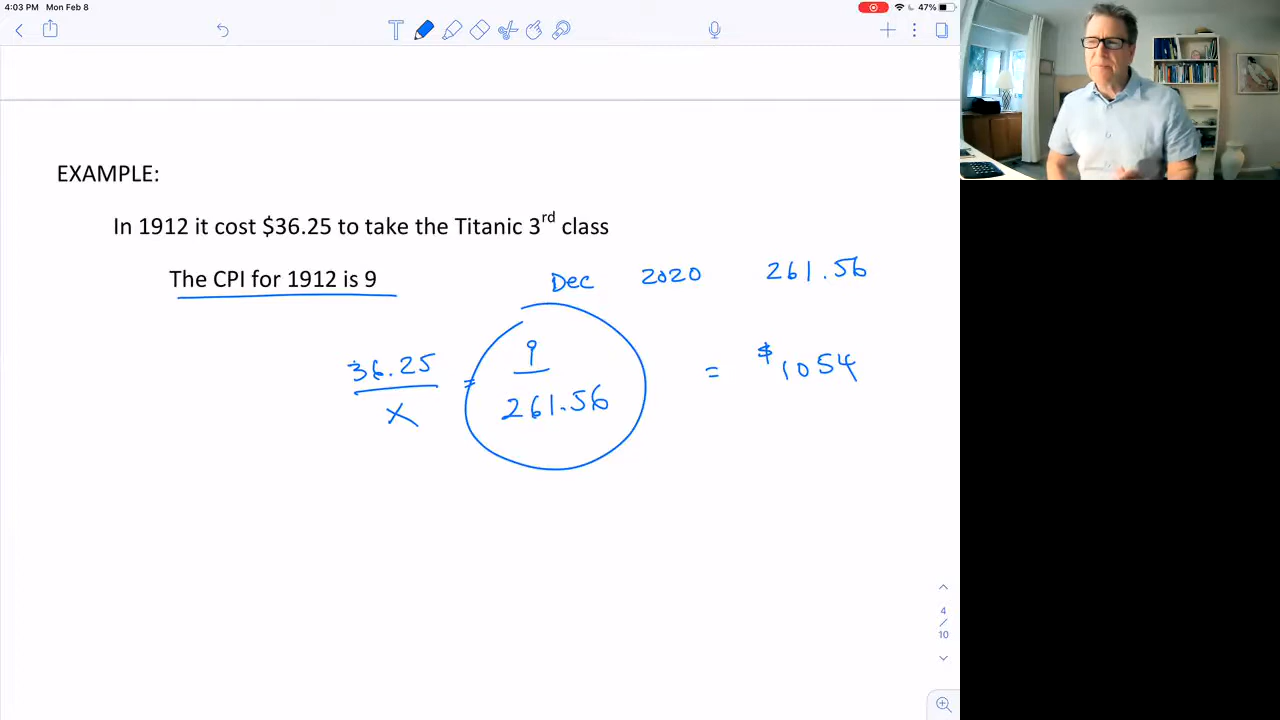 4:03 PM Mon Feb 8
47%
T
EXAMPLE:
In 1912 it cost $36.25 to take the Titanic 3rd class
The CPI for 1912 is 9
Dec 2020 261.56
36.25 / x = 9 / 261.56 = $1054
4
/
10